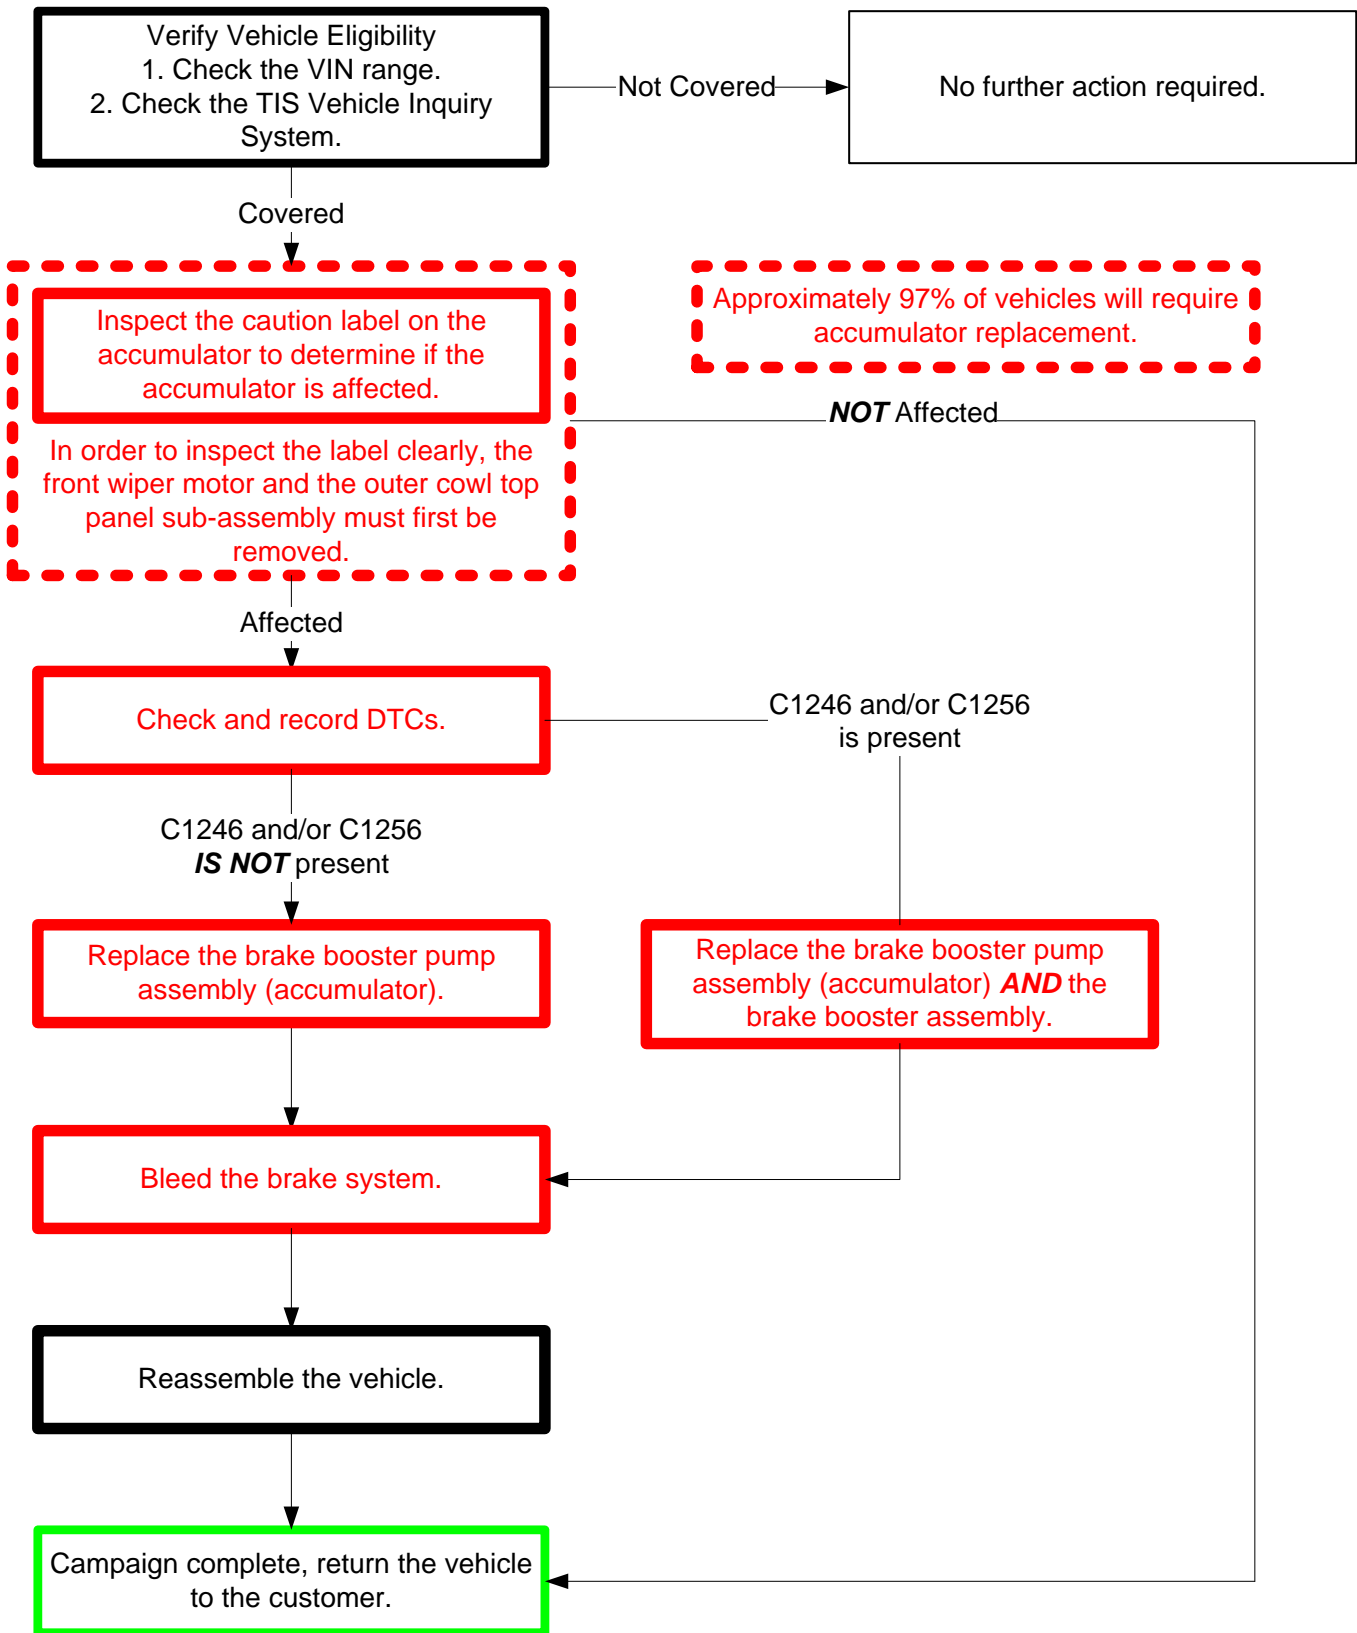 Verify Vehicle Eligibility
1. Check the VIN range.
2. Check the TIS Vehicle Inquiry
System.
Not Covered
No further action required.
Covered
Inspect the caution label on the
accumulator to determine if the
accumulator is affected.
In order to inspect the label clearly, the
front wiper motor and the outer cowl top
panel sub-assembly must first be
removed.
Approximately 97% of vehicles will require
accumulator replacement.
NOT Affected
Affected
Check and record DTCs.
C1246 and/or C1256
is present
C1246 and/or C1256
IS NOT present
Replace the brake booster pump
assembly (accumulator).
Replace the brake booster pump
assembly (accumulator) AND the
brake booster assembly.
Bleed the brake system.
Reassemble the vehicle.
Campaign complete, return the vehicle
to the customer.